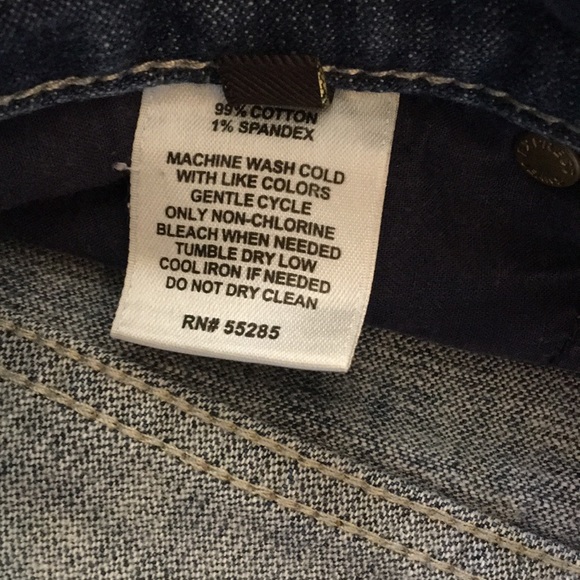 99% COTTON
1% SPANDEX
MACHINE WASH COLD
WITH LIKE COLORS
GENTLE CYCLE
ONLY NON-CHLORINE
BLEACH WHEN NEEDED
TUMBLE DRY LOW
COOL IRON IF NEEDED
DO NOT DRY CLEAN
RN# 55285